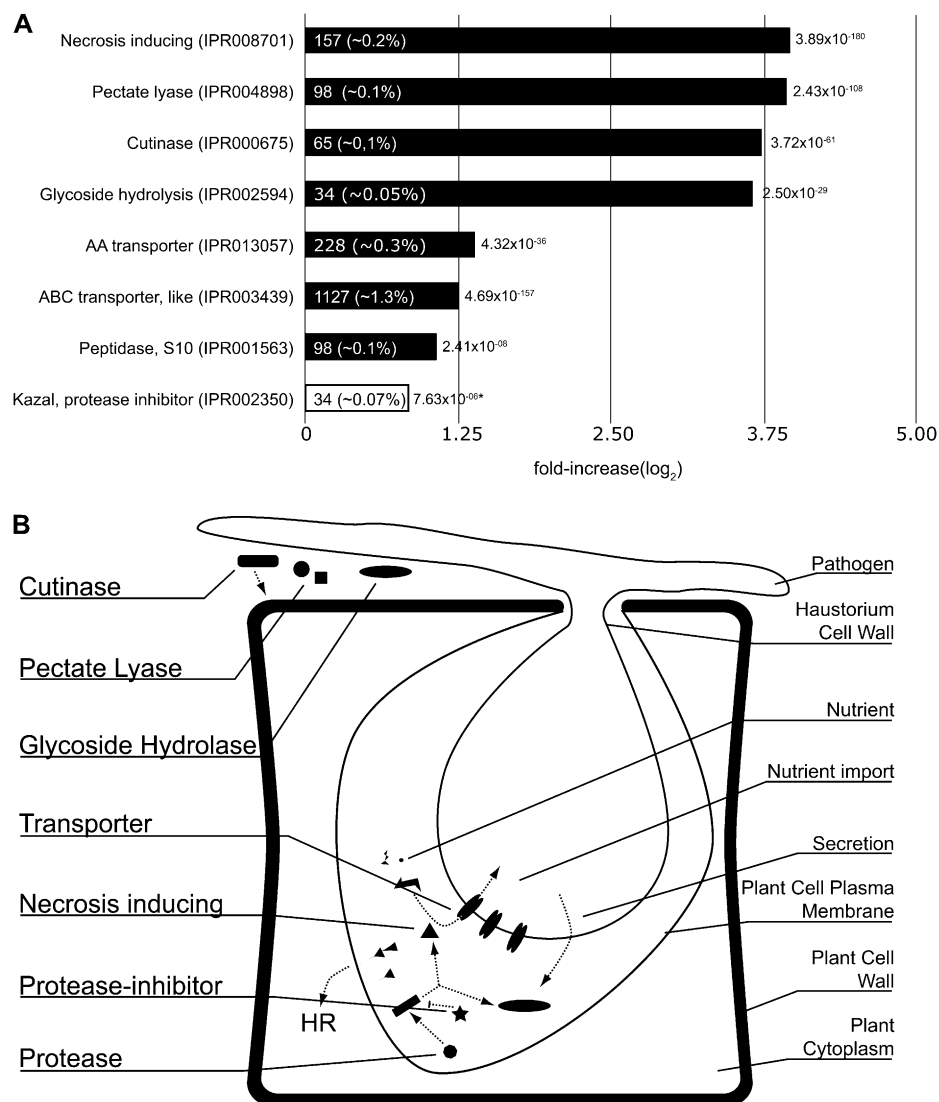 A
Necrosis inducing (IPR008701) 157 (~0.2%) 3.89x10⁻¹⁸⁰
Pectate lyase (IPR004898) 98 (~0.1%) 2.43x10⁻¹⁰⁸
Cutinase (IPR000675) 65 (~0,1%) 3.72x10⁻⁶¹
Glycoside hydrolysis (IPR002594) 34 (~0.05%) 2.50x10⁻²⁹
AA transporter (IPR013057) 228 (~0.3%) 4.32x10⁻³⁶
ABC transporter, like (IPR003439) 1127 (~1.3%) 4.69x10⁻¹⁵⁷
Peptidase, S10 (IPR001563) 98 (~0.1%) 2.41x10⁻⁰⁸
Kazal, protease inhibitor (IPR002350) 34 (~0.07%) 7.63x10⁻⁰⁶*
0 1.25 2.50 3.75 5.00
fold-increase(log₂)
B
Cutinase
Pectate Lyase
Glycoside Hydrolase
Transporter
Necrosis inducing
Protease-inhibitor
Protease
HR
Pathogen
Haustorium
Cell Wall
Nutrient
Nutrient import
Secretion
Plant Cell Plasma
Membrane
Plant Cell
Wall
Plant
Cytoplasm